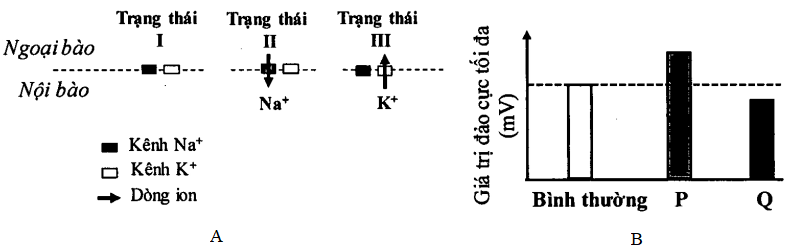 Trạng thái Trạng thái Trạng thái
I II III
Ngoại bào
Nội bào
Na⁺ K⁺
Kênh Na⁺
Kênh K⁺
Dòng ion
A
Giá trị đảo cực tối đa
(mV)
Bình thường P Q
B